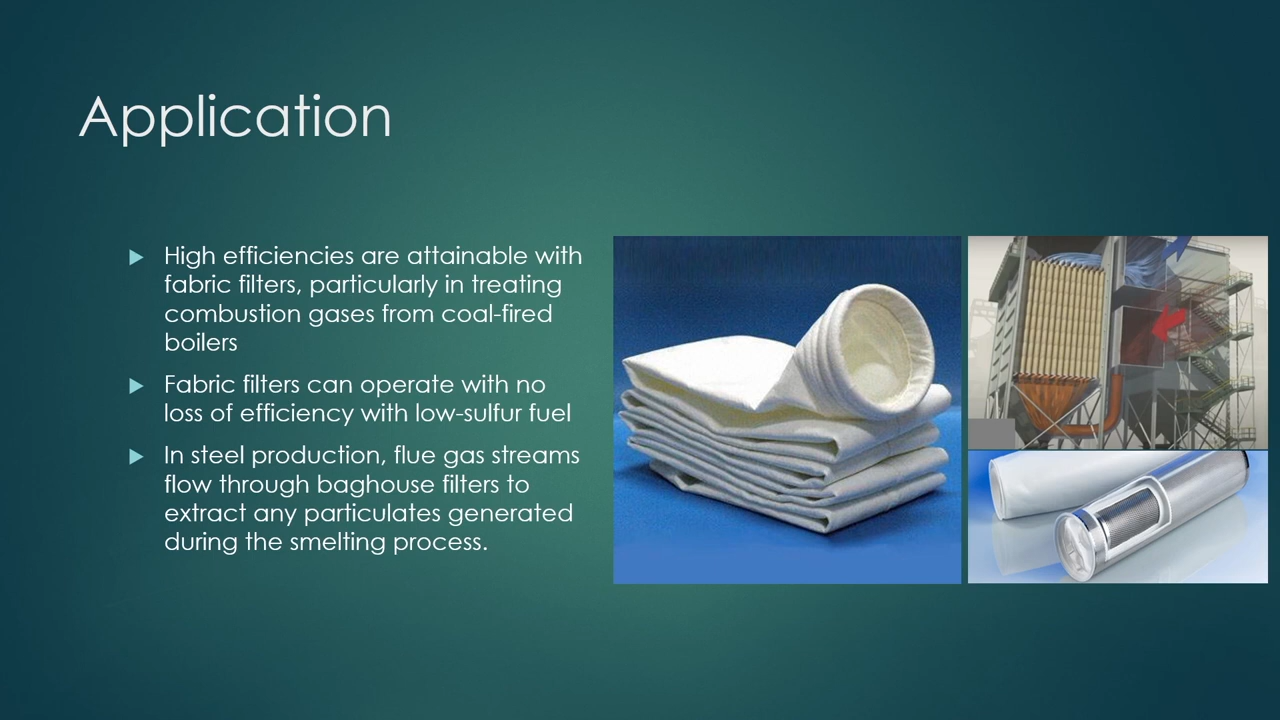 Application
High efficiencies are attainable with
fabric filters, particularly in treating
combustion gases from coal-fired
boilers
Fabric filters can operate with no
loss of efficiency with low-sulfur fuel
In steel production, flue gas streams
flow through baghouse filters to
extract any particulates generated
during the smelting process.